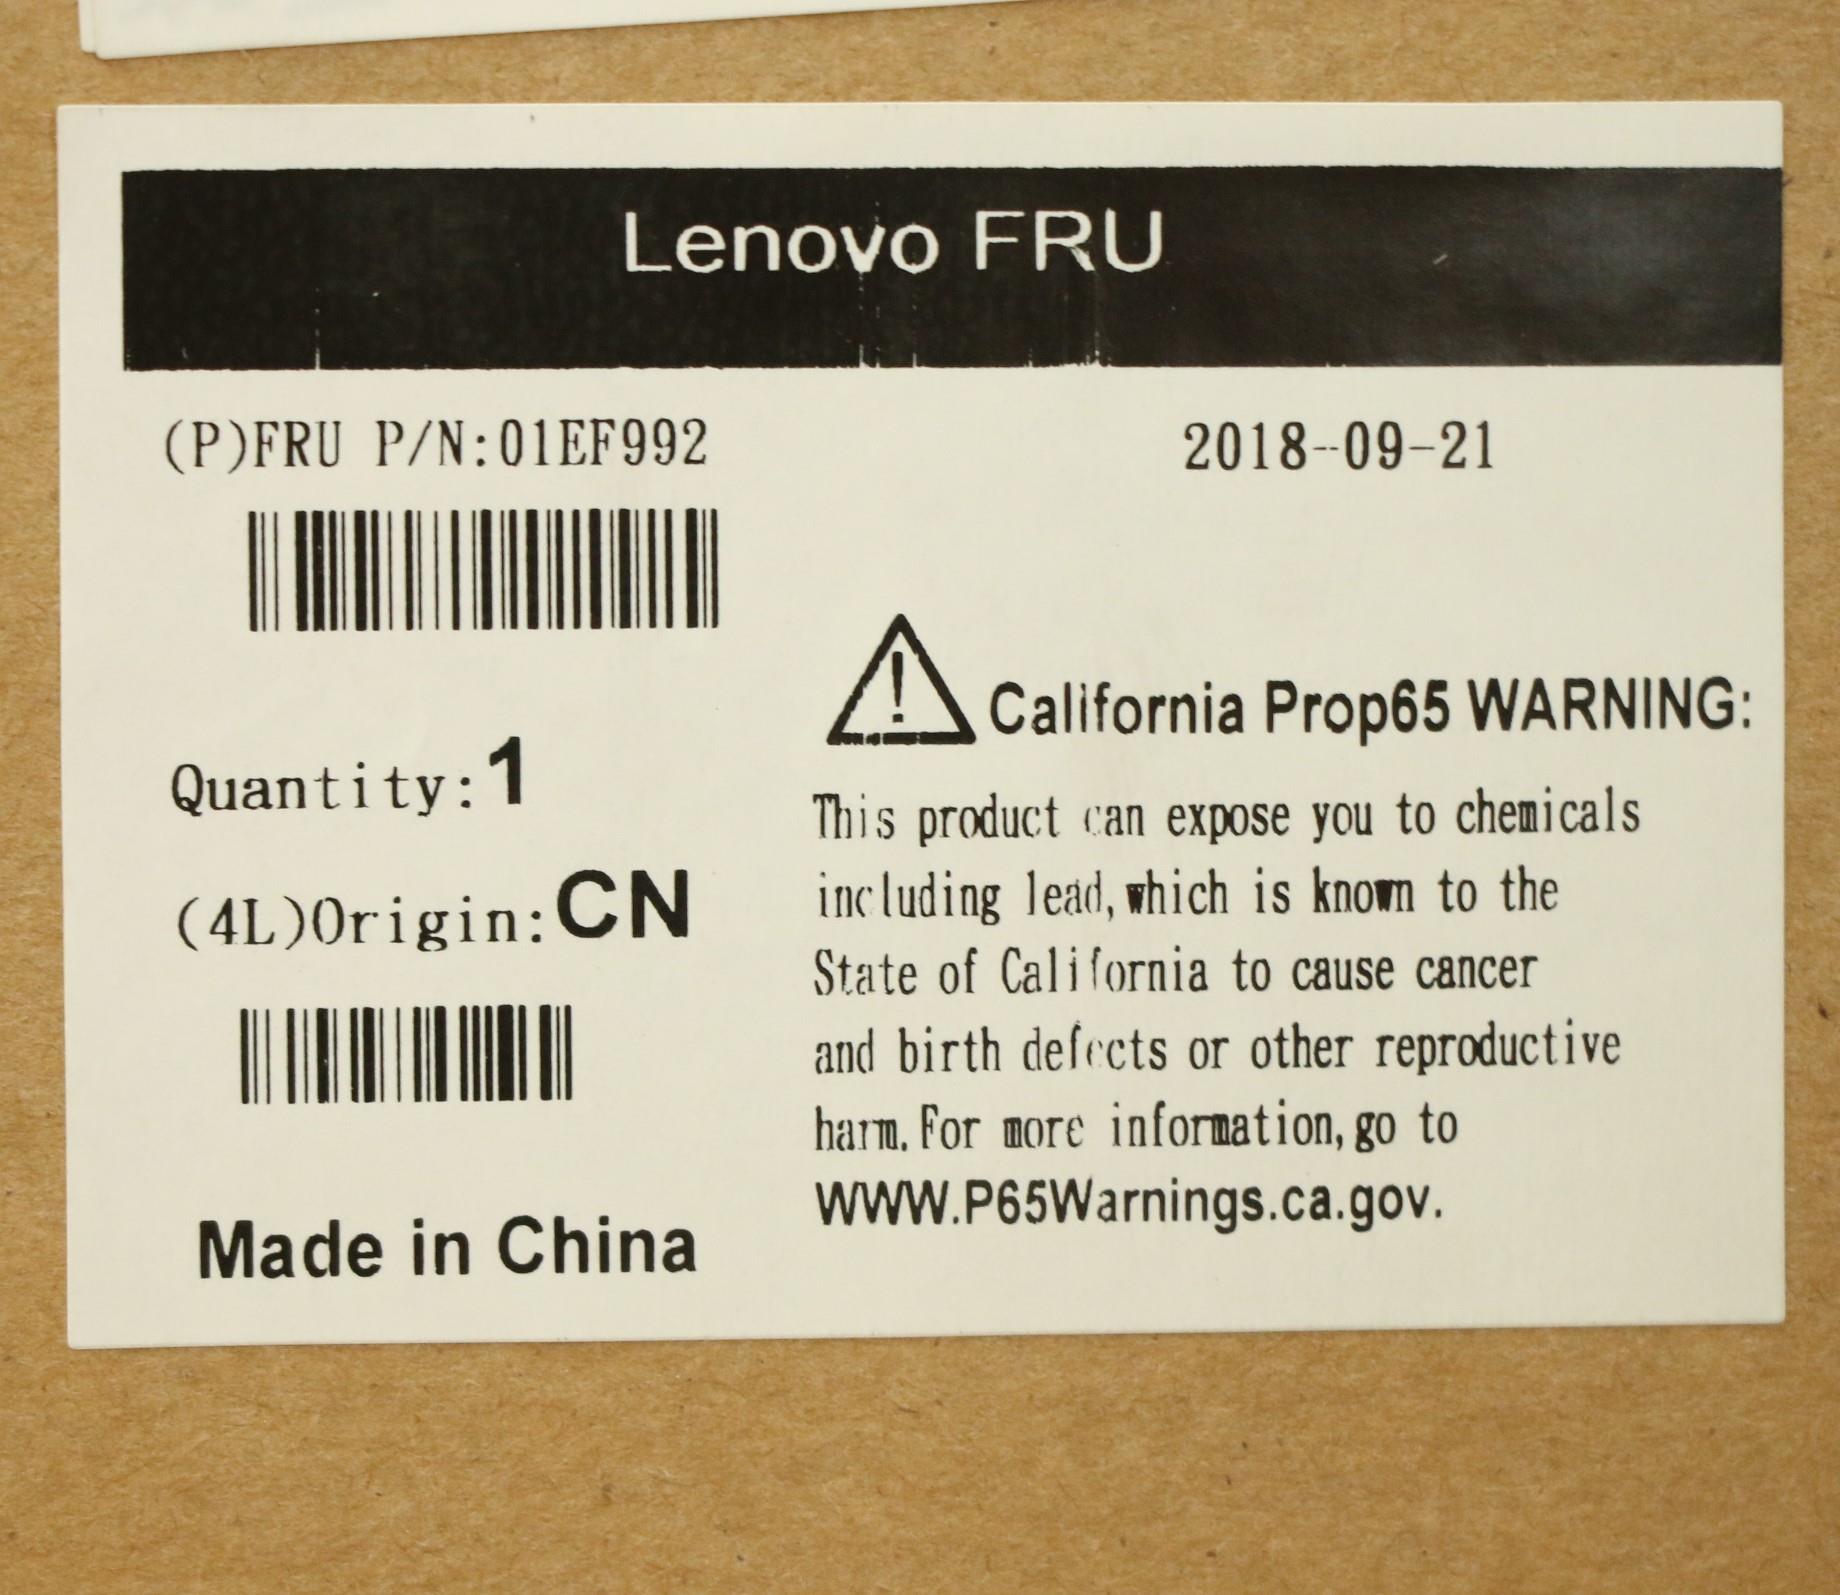 Lenovo FRU
(P)FRU P/N:01EF992
2018-09-21
Quantity:1
(4L)Origin:CN
Made in China
California Prop65 WARNING:
This product can expose you to chemicals
including lead,which is known to the
State of California to cause cancer
and birth defects or other reproductive
harm.For more information,go to
WWW.P65Warnings.ca.gov.